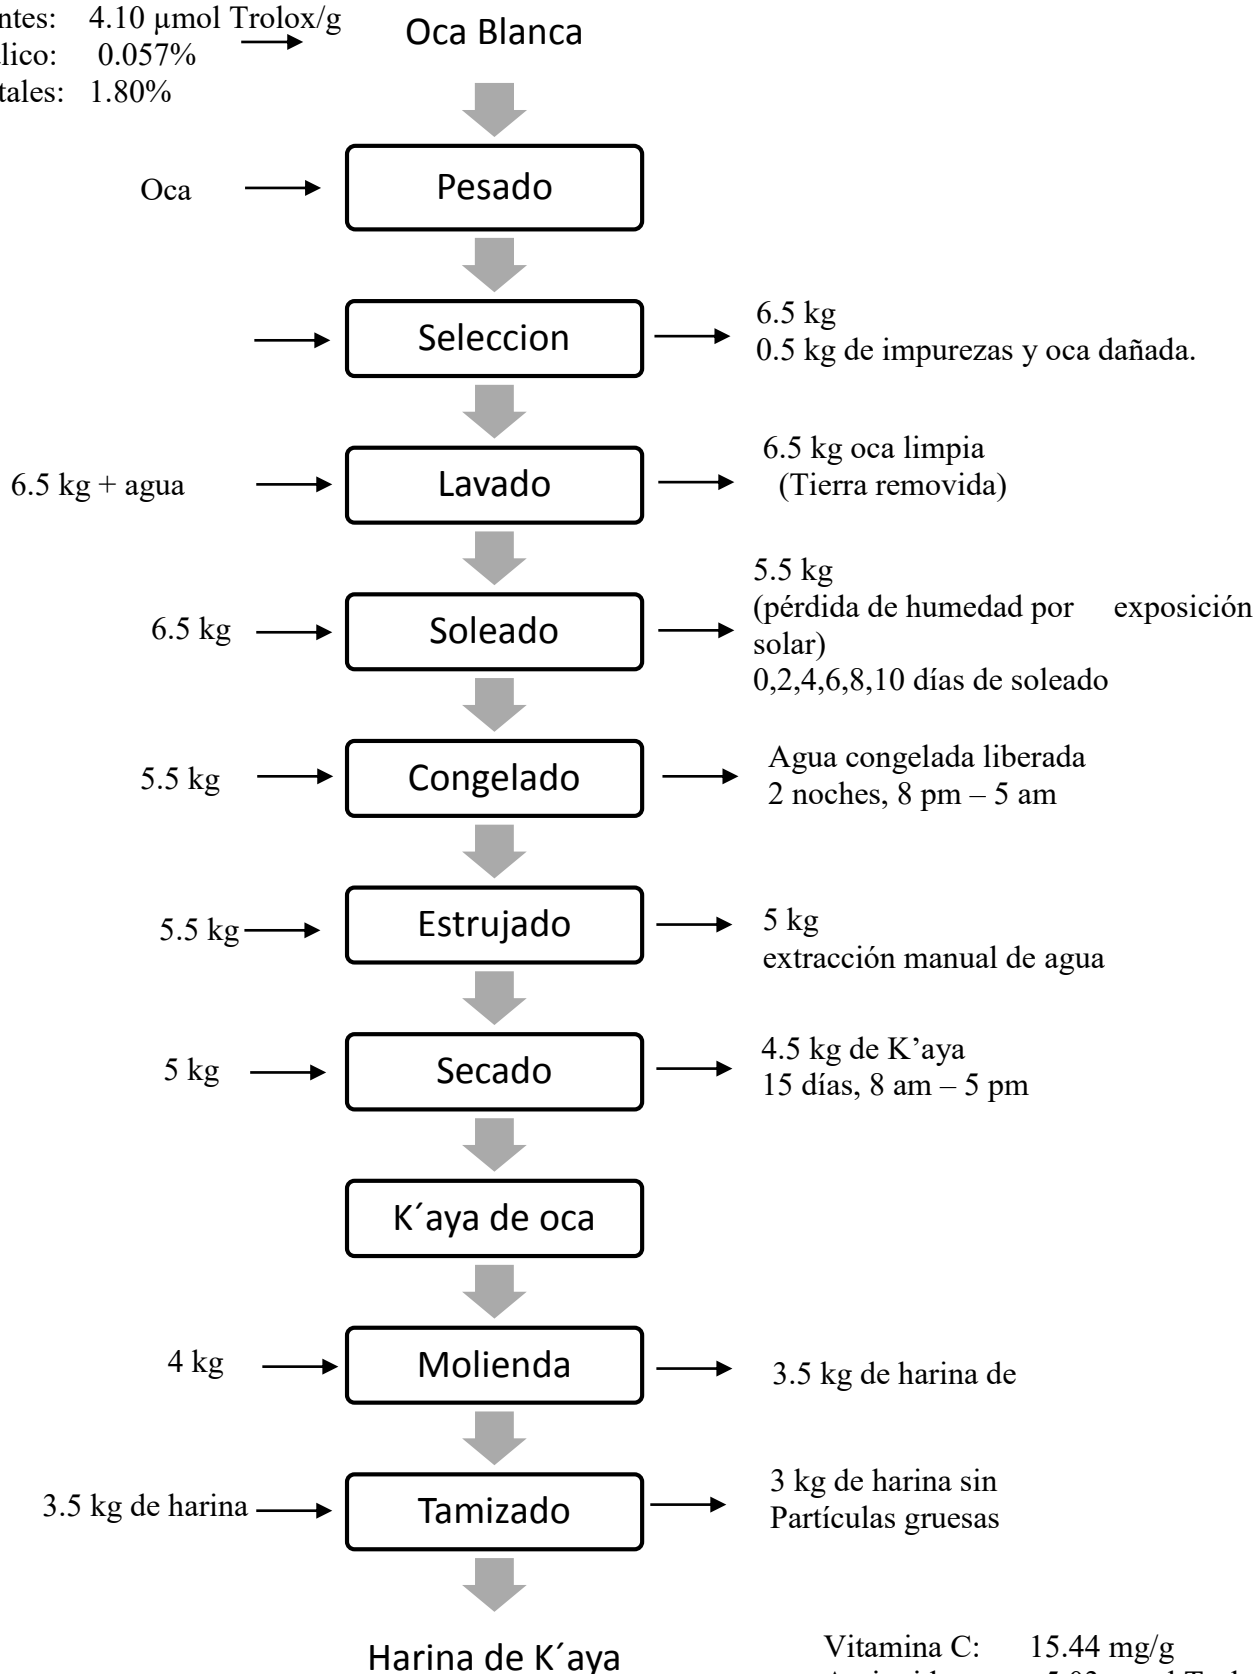 4.10 µmol Trolox/g
0.057%
1.80%
Oca Blanca
Oca
Pesado
Seleccion
6.5 kg
0.5 kg de impurezas y oca dañada.
6.5 kg + agua
Lavado
6.5 kg oca limpia
(Tierra removida)
6.5 kg
Soleado
5.5 kg
(pérdida de humedad por exposición
solar)
0,2,4,6,8,10 días de soleado
5.5 kg
Congelado
Agua congelada liberada
2 noches, 8 pm – 5 am
5.5 kg
Estrujado
5 kg
extracción manual de agua
5 kg
Secado
4.5 kg de K’aya
15 días, 8 am – 5 pm
K´aya de oca
4 kg
Molienda
3.5 kg de harina de
3.5 kg de harina
Tamizado
3 kg de harina sin
Partículas gruesas
Harina de K´aya
Vitamina C: 15.44 mg/g